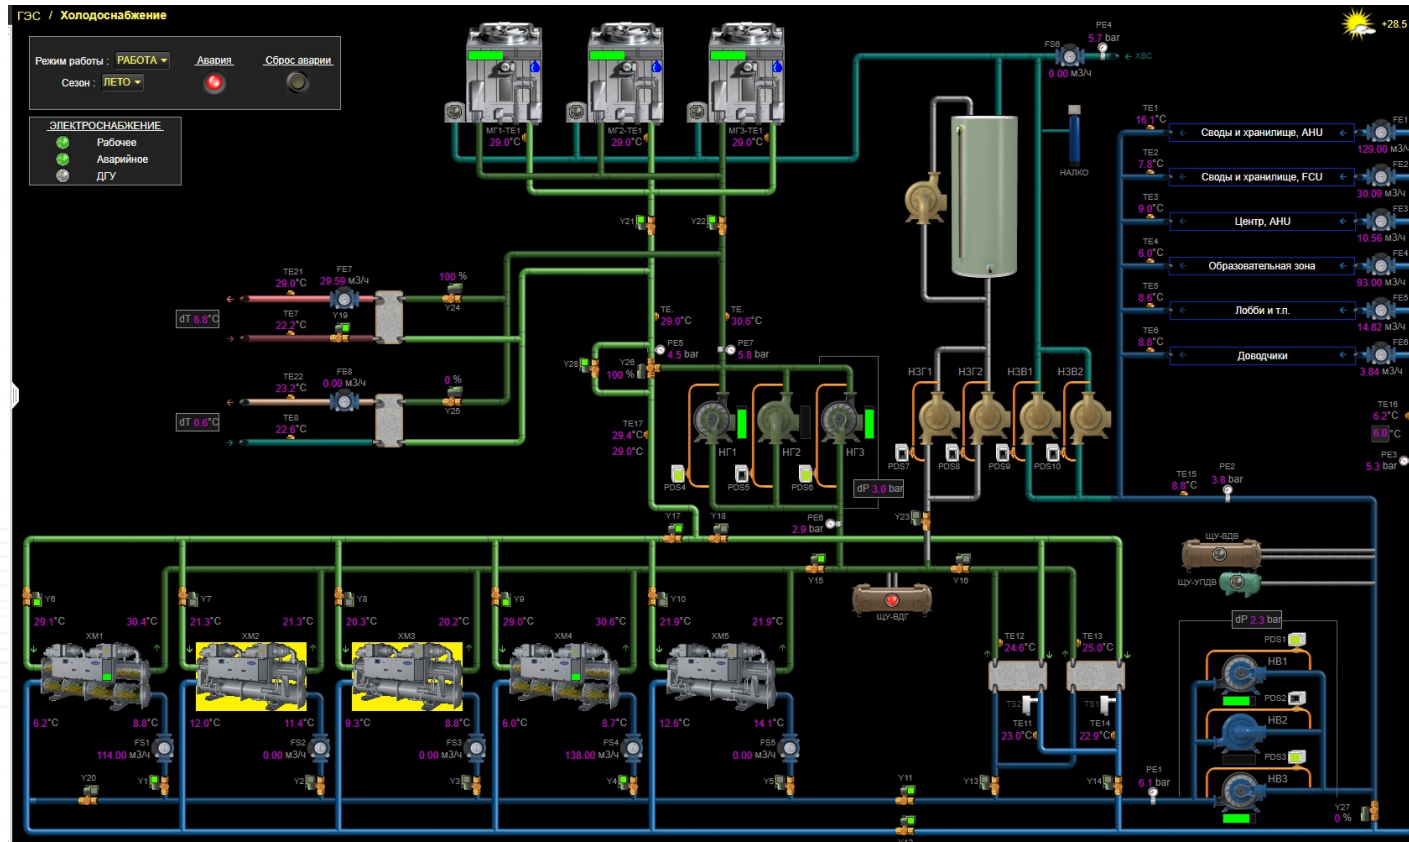 ГЭС / Холодоснабжение
+28.5
Режим работы : РАБОТА
Авария
Сброс аварии
Сезон : ЛЕТО
ЭЛЕКТРОСНАБЖЕНИЕ
Рабочее
Аварийное
ДГУ
МГ1-TE1
29.0°C
МГ2-TE1
29.0°C
МГ3-TE1
29.0°C
PE4
5.7 bar
FS6
0.00 м3/ч
← ХВС
НАЛКО
TE1
16.1°C
Своды и хранилище, AHU
FE1
129.00 м3/ч
TE2
7.8°C
Своды и хранилище, FCU
FE2
30.09 м3/ч
TE3
9.0°C
Центр, AHU
FE3
10.56 м3/ч
TE4
6.0°C
Образовательная зона
FE4
93.00 м3/ч
TE5
8.6°C
Лобби и т.п.
FE5
14.82 м3/ч
TE6
8.8°C
Доводчики
FE6
3.84 м3/ч
Y21
Y22
TE21
29.0°C
FE7
29.59 м3/ч
100 %
Y24
dT 6.8°C
TE7
22.2°C
Y19
TE22
23.2°C
FE8
0.00 м3/ч
0 %
Y25
dT 0.6°C
TE8
22.6°C
TE.
29.0°C
TE.
30.6°C
PE5
4.5 bar
PE7
5.8 bar
Y28
Y26
100 %
TE17
29.4°C
29.0°C
НГ1
НГ2
НГ3
PDS4
PDS5
PDS6
dP 3.0 bar
НЗГ1
НЗГ2
НЗВ1
НЗВ2
PDS7
PDS8
PDS9
PDS10
TE16
6.2°C
6.0°C
PE3
5.3 bar
TE15
8.8°C
PE2
3.8 bar
Y17
Y18
PE6
2.9 bar
Y23
Y15
Y16
ЩУ-ВДГ
ЩУ-ВДВ
ЩУ-УПДВ
Y6
Y7
Y8
Y9
Y10
29.1°C
30.4°C
21.3°C
21.3°C
20.3°C
20.2°C
29.0°C
30.6°C
21.9°C
21.9°C
ХМ1
ХМ2
ХМ3
ХМ4
ХМ5
6.2°C
8.8°C
12.0°C
11.4°C
9.3°C
8.8°C
6.0°C
8.7°C
12.6°C
14.1°C
FS1
114.00 м3/ч
FS2
0.00 м3/ч
FS3
0.00 м3/ч
FS4
138.00 м3/ч
FS5
0.00 м3/ч
Y20
Y1
Y2
Y3
Y4
Y5
Y11
Y13
Y14
TE12
24.6°C
TE13
25.0°C
TS2
TS1
TE11
23.0°C
TE14
22.9°C
PE1
6.1 bar
dP 2.3 bar
PDS1
НВ1
PDS2
НВ2
PDS3
НВ3
Y27
0 %